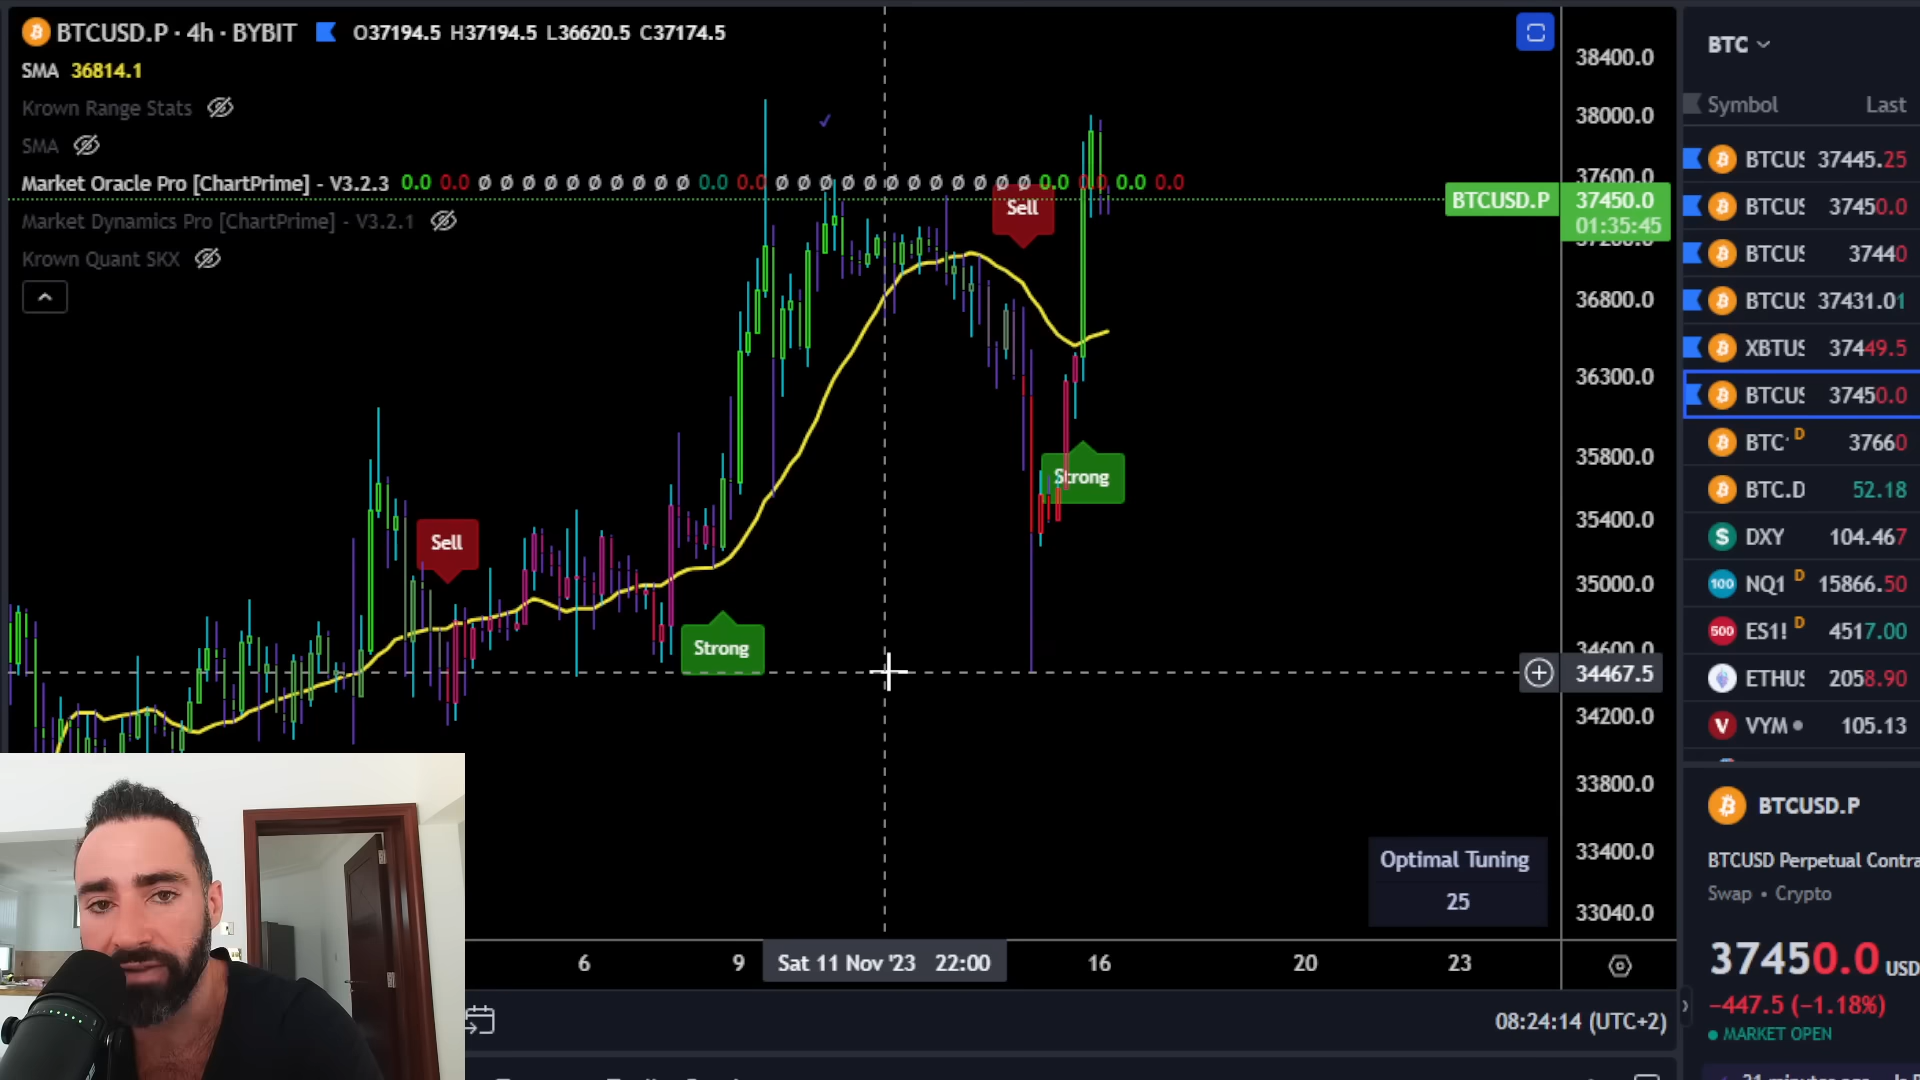 BTCUSD.P · 4h · BYBIT O37194.5 H37194.5 L36620.5 C37174.5
SMA 36814.1
Krown Range Stats
SMA
Market Oracle Pro [ChartPrime] - V3.2.3 0.0 0.0 ø ø ø ø ø ø ø ø ø ø 0.0 0.0 ø ø ø ø ø ø ø ø ø ø ø ø 0.0 0.0 0.0 0.0
Market Dynamics Pro [ChartPrime] - V3.2.1
Krown Quant SKX
Sell
Strong
Sell
Strong
38400.0
38000.0
37600.0
BTCUSD.P 37450.0
01:35:45
37200.0
36800.0
36300.0
35800.0
35400.0
35000.0
34600.0
34467.5
34200.0
33800.0
33400.0
33040.0
Optimal Tuning
25
6 9 Sat 11 Nov '23 22:00 16 20 23
08:24:14 (UTC+2)
BTC
Symbol Last
BTCUS 37445.25
BTCUS 37450.0
BTCUS 37440
BTCUS 37431.01
XBTUS 37449.5
BTCUS 37450.0
BTC D 37660
BTC.D 52.18
DXY 104.467
100 NQ1 D 15866.50
500 ES1! D 4517.00
ETHUS 2058.90
VYM 105.13
BTCUSD.P
BTCUSD Perpetual Contra
Swap • Crypto
37450.0 USD
−447.5 (−1.18%)
MARKET OPEN